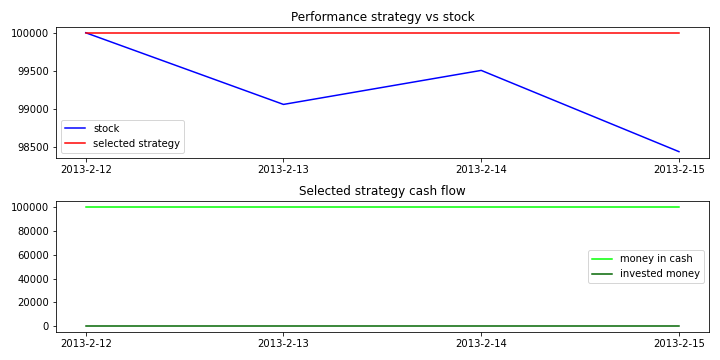 Performance strategy vs stock
100000
99500
99000
98500
stock
selected strategy
2013-2-12 2013-2-13 2013-2-14 2013-2-15
Selected strategy cash flow
100000
80000
60000
40000
20000
0
money in cash
invested money
2013-2-12 2013-2-13 2013-2-14 2013-2-15